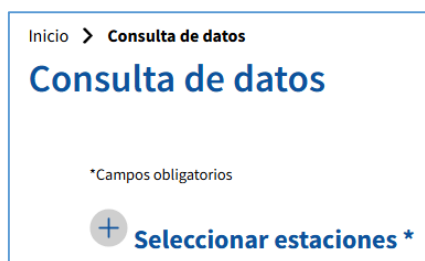 Inicio > Consulta de datos
Consulta de datos
*Campos obligatorios
+ Seleccionar estaciones *